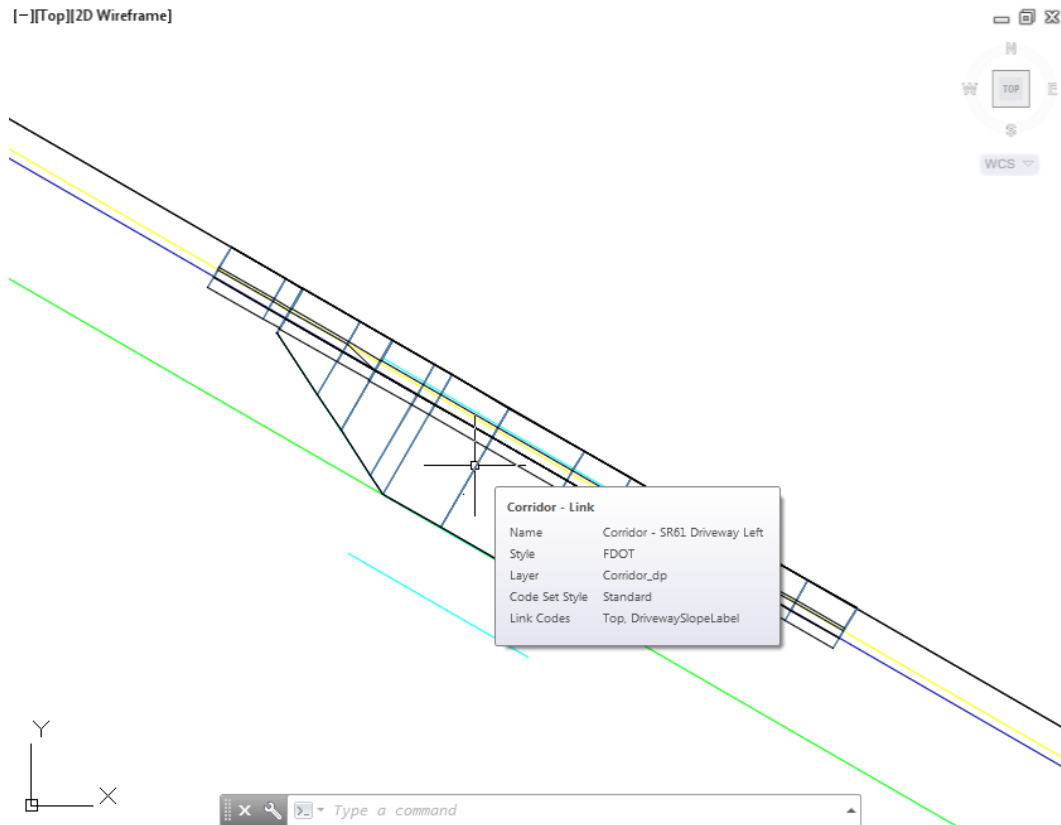 [−][Top][2D Wireframe]
N
W
TOP
E
S
WCS
Corridor - Link
Name Corridor - SR61 Driveway Left
Style FDOT
Layer Corridor_dp
Code Set Style Standard
Link Codes Top, DrivewaySlopeLabel
Y
X
Type a command